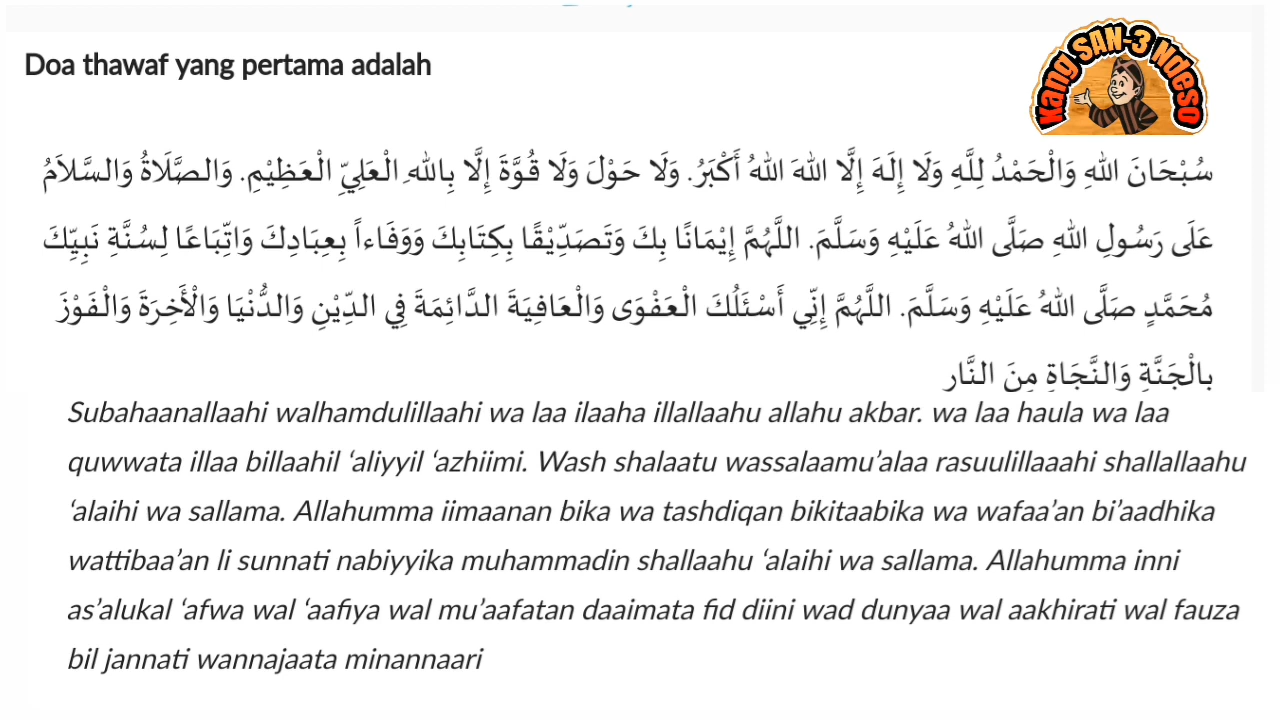 Doa thawaf yang pertama adalah
Kang SAN-3 Ndeso
سُبْحَانَ اللهِ وَالْحَمْدُ لِلَّهِ وَلَا إِلَهَ إِلَّا اللهَ اللهُ أَكْبَرُ. وَلَا حَوْلَ وَلَا قُوَّةَ إِلَّا بِاللهِ الْعَلِيِّ الْعَظِيْمِ. وَالصَّلَاةُ وَالسَّلاَمُ
عَلَى رَسُولِ اللهِ صَلَّى اللهُ عَلَيْهِ وَسَلَّمَ. اللَّهُمَّ إِيْمَانًا بِكَ وَتَصَدِّيْقًا بِكِتَابِكَ وَوَفَاءاً بِعِبَادِكَ وَاتِّبَاعًا لِسُنَّةِ نَبِيِّكَ
مُحَمَّدٍ صَلَّى اللهُ عَلَيْهِ وَسَلَّمَ. اللَّهُمَّ إِنِّي أَسْئَلُكَ الْعَفْوَى وَالْعَافِيَةَ الدَّائِمَةَ فِي الدِّيْنِ وَالدُّنْيَا وَالْأَخِرَةَ وَالْفَوْزَ
بِالْجَنَّةِ وَالنَّجَاةِ مِنَ النَّارِ
Subahaanallaahi walhamdulillaahi wa laa ilaaha illallaahu allahu akbar. wa laa haula wa laa
quwwata illaa billaahil ‘aliyyil ‘azhiimi. Wash shalaatu wassalaamu’alaa rasuulillaaahi shallallaahu
‘alaihi wa sallama. Allahumma iimaanan bika wa tashdiqan bikitaabika wa wafaa’an bi’aadhika
wattibaa’an li sunnati nabiyyika muhammadin shallaahu ‘alaihi wa sallama. Allahumma inni
as’alukal ‘afwa wal ‘aafiya wal mu’aafatan daaimata fid diini wad dunyaa wal aakhirati wal fauza
bil jannati wannajaata minannaari